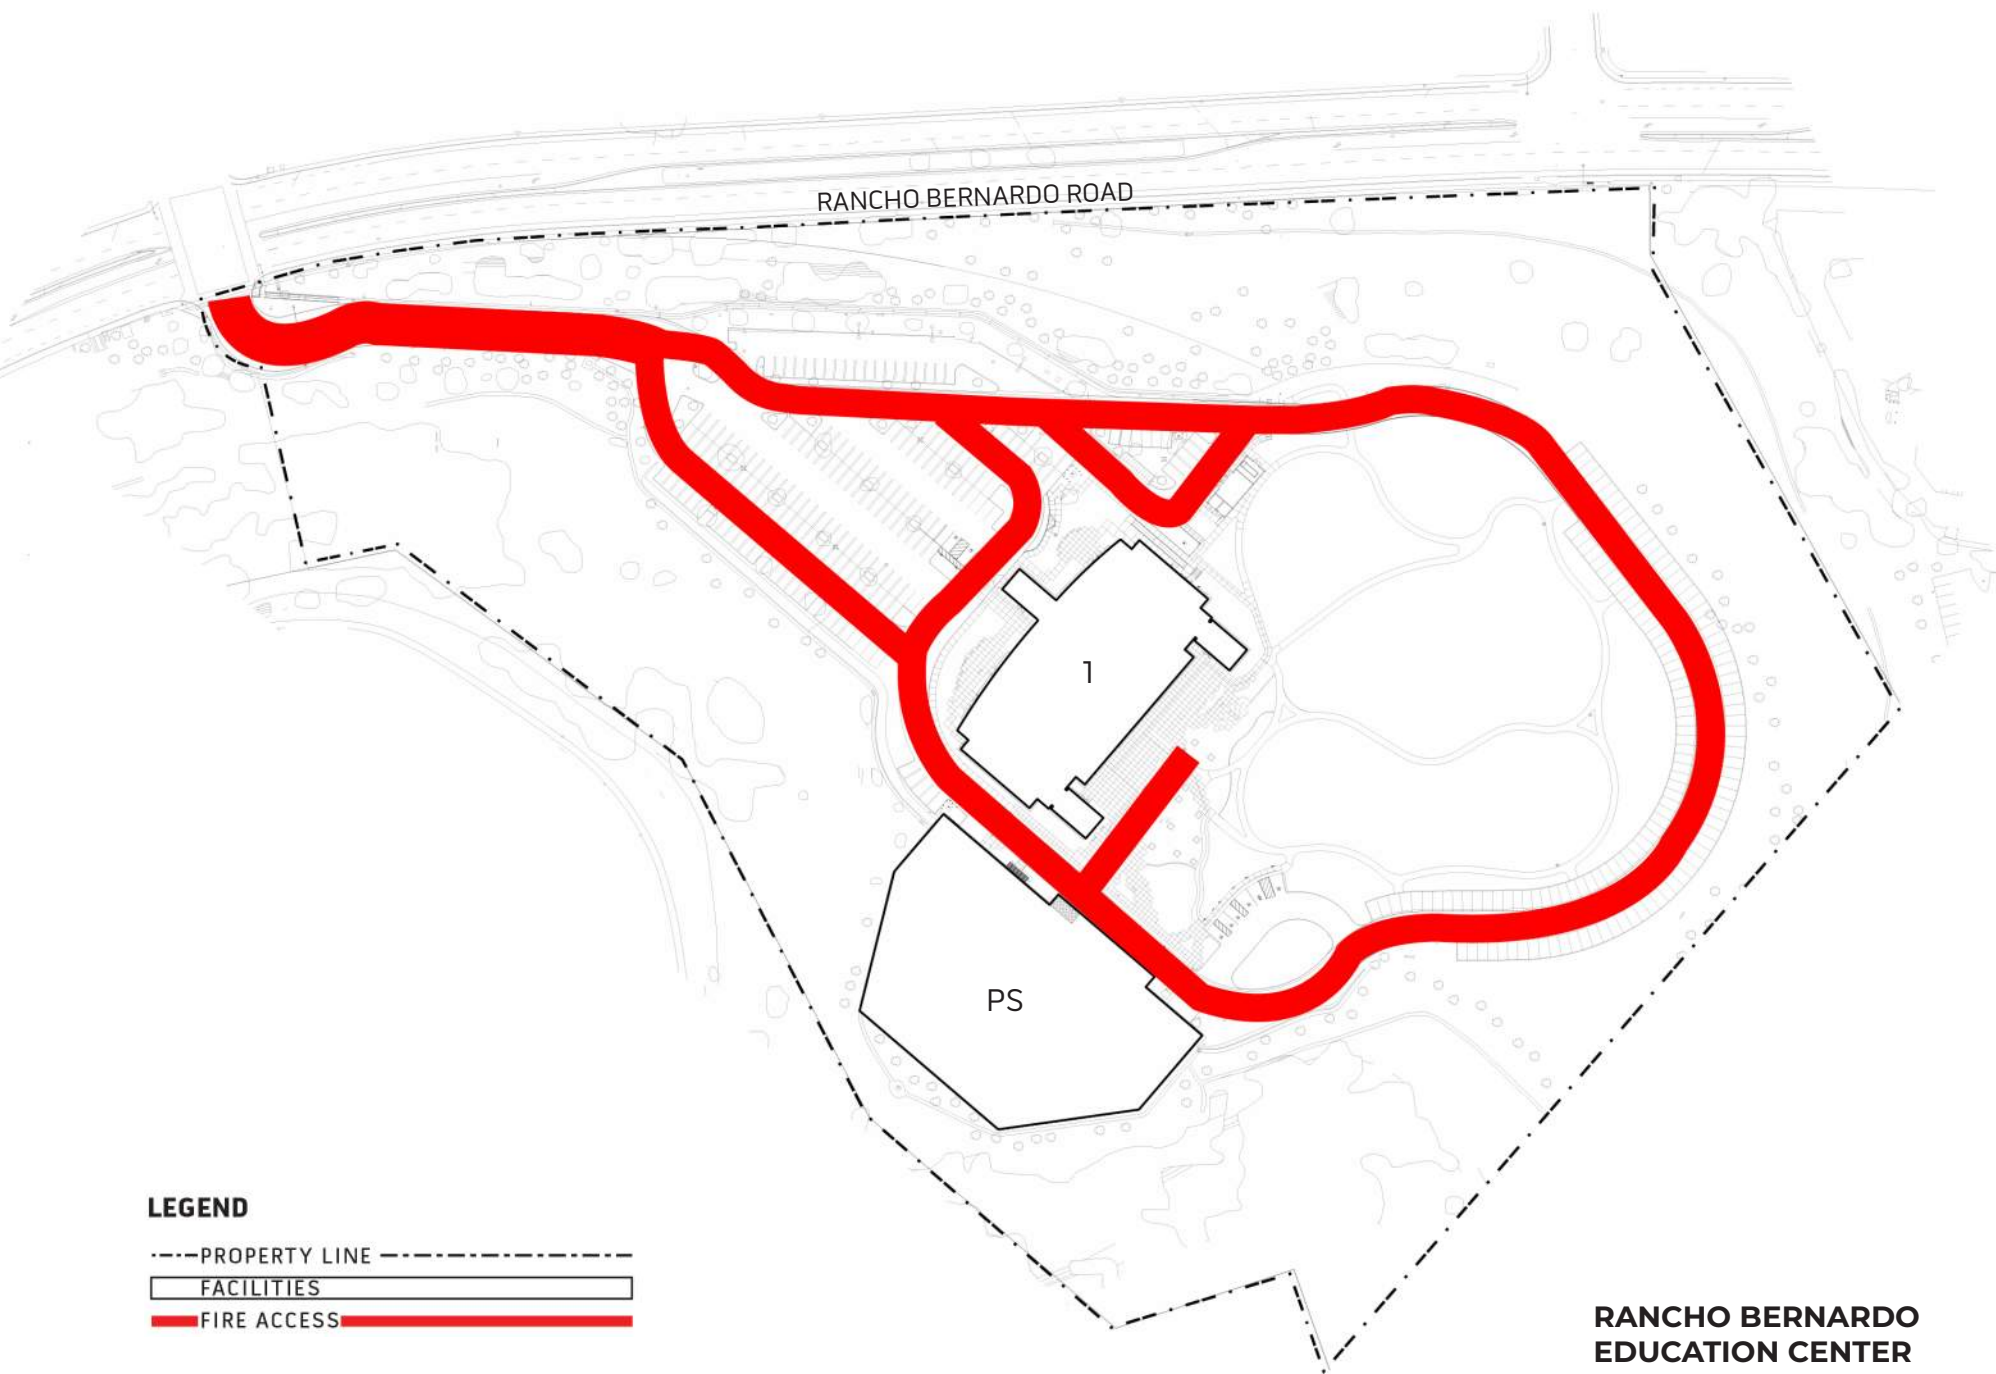 RANCHO BERNARDO ROAD
1
PS
LEGEND
PROPERTY LINE
FACILITIES
FIRE ACCESS
RANCHO BERNARDO
EDUCATION CENTER